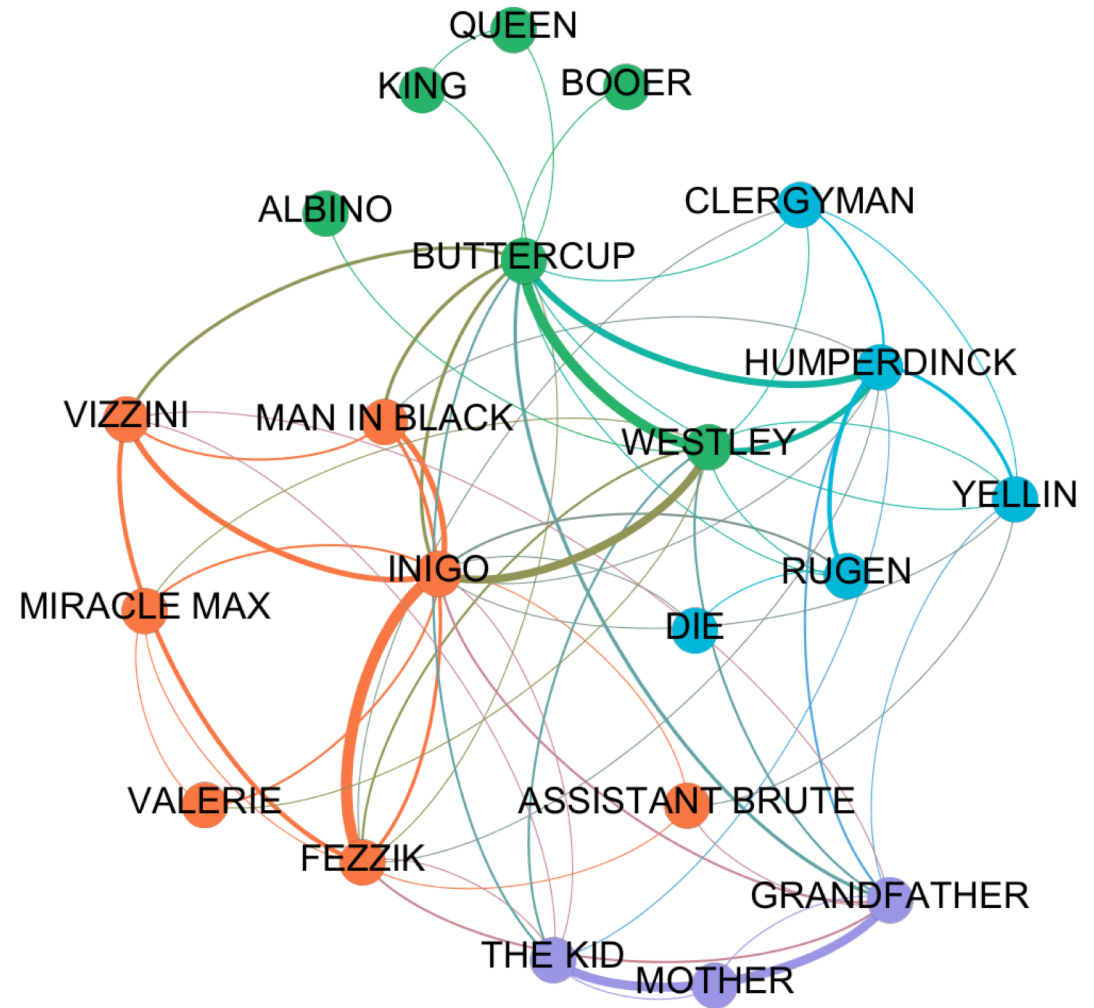 QUEEN
KING
BOOER
CLERGYMAN
ALBINO
BUTTERCUP
HUMPERDINCK
VIZZINI
MAN IN BLACK
WESTLEY
YELLIN
INIGO
RUGEN
MIRACLE MAX
DIE
VALERIE
ASSISTANT BRUTE
FEZZIK
GRANDFATHER
THE KID
MOTHER